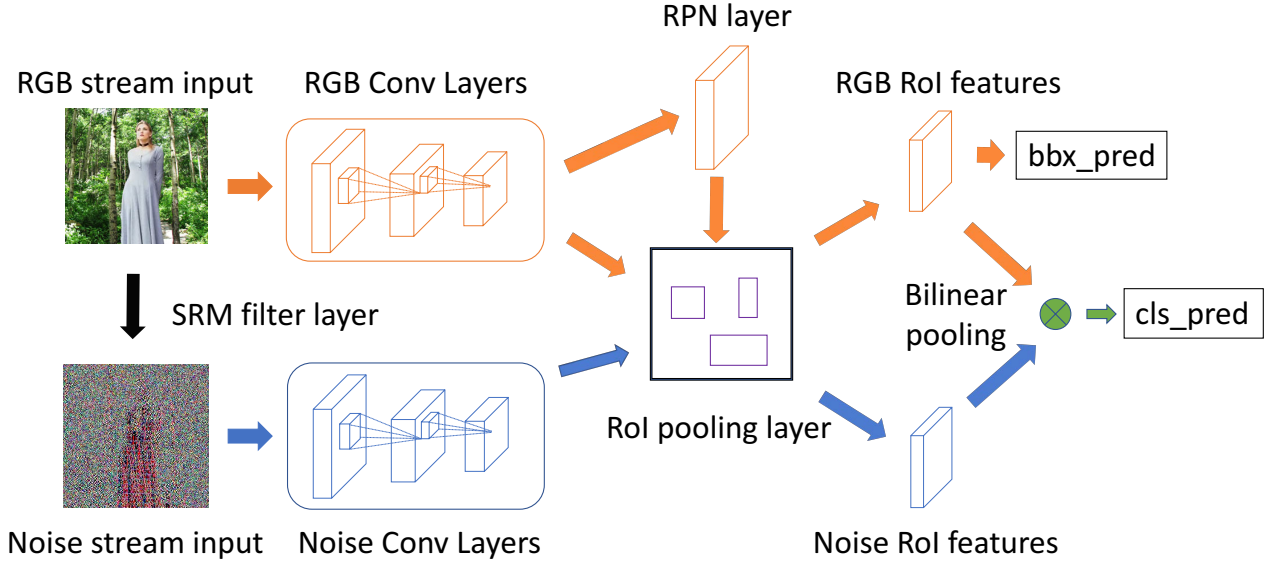 RPN layer
RGB stream input
RGB Conv Layers
RGB RoI features
bbx_pred
SRM filter layer
Bilinear
pooling
cls_pred
RoI pooling layer
Noise stream input
Noise Conv Layers
Noise RoI features